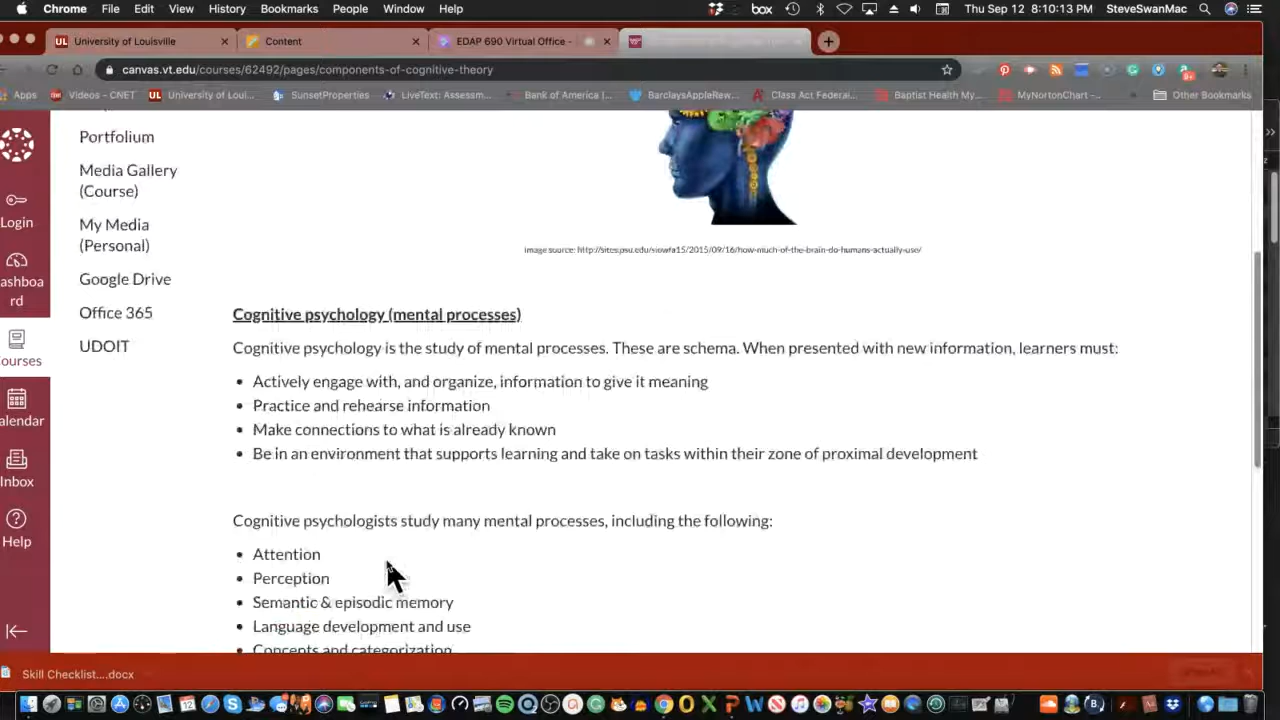 Chrome File Edit View History Bookmarks People Window Help box Thu Sep 12 8:10:13 PM SteveSwanMac
UL University of Louisville Content EDAP 690 Virtual Office -
canvas.vt.edu/courses/62492/pages/components-of-cognitive-theory
Apps Videos - CNET UL University of Loui... SunsetProperties LiveText: Assessm... Bank of America |... BarclaysAppleRew... Class Act Federal... Baptist Health My... MyNortonChart -... Other Bookmarks
Portfolium
Media Gallery
(Course)
My Media
(Personal)
Google Drive
Office 365
UDOIT
Login
ashboa
rd
ourses
alendar
Inbox
Help
image source: http://sites.psu.edu/siowfa15/2015/09/16/how-much-of-the-brain-do-humans-actually-use/
Cognitive psychology (mental processes)
Cognitive psychology is the study of mental processes. These are schema. When presented with new information, learners must:
• Actively engage with, and organize, information to give it meaning
• Practice and rehearse information
• Make connections to what is already known
• Be in an environment that supports learning and take on tasks within their zone of proximal development
Cognitive psychologists study many mental processes, including the following:
• Attention
• Perception
• Semantic & episodic memory
• Language development and use
• Concepts and categorization
Skill Checklist....docx